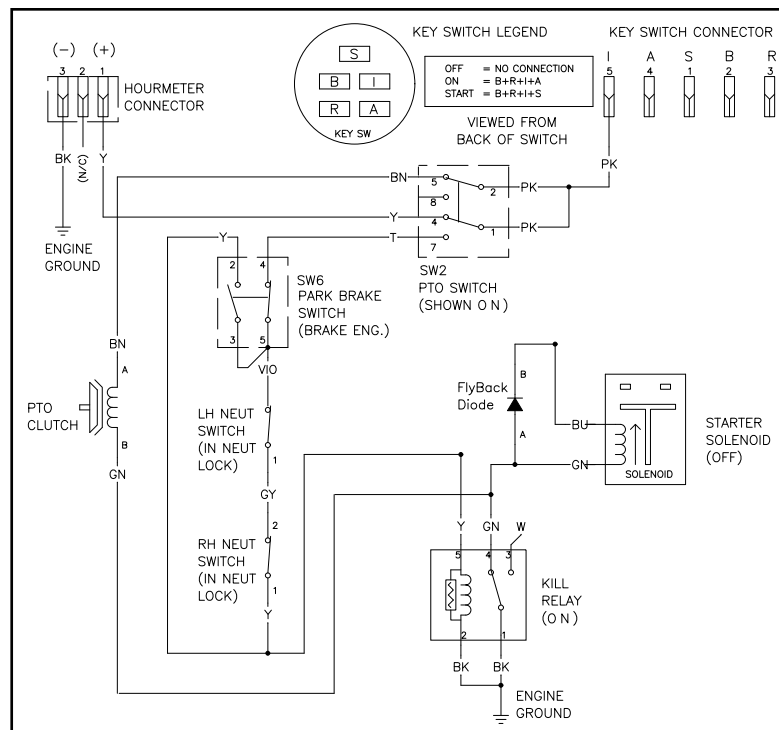 KEY SWITCH LEGEND
KEY SWITCH CONNECTOR
S
B I
R A
KEY SW
OFF = NO CONNECTION
ON = B+R+I+A
START = B+R+I+S
VIEWED FROM
BACK OF SWITCH
I A S B R
5 4 1 2 3
PK
(-) (+)
3 2 1
HOURMETER
CONNECTOR
BK
(N/C)
Y
ENGINE
GROUND
BN
5
2
PK
8
Y
4
1
PK
T
7
SW2
PTO SWITCH
(SHOWN O N )
Y
2 4
SW6
PARK BRAKE
SWITCH
(BRAKE ENG.)
3 5
VIO
BN
A
PTO
CLUTCH
B
GN
LH NEUT
SWITCH
(IN NEUT
LOCK)
1
GY
2
RH NEUT
SWITCH
(IN NEUT
LOCK)
1
Y
FlyBack
Diode
B
A
BU
GN
SOLENOID
STARTER
SOLENOID
(OFF)
Y GN W
5 4 3
KILL
RELAY
(O N )
2 1
BK BK
ENGINE
GROUND